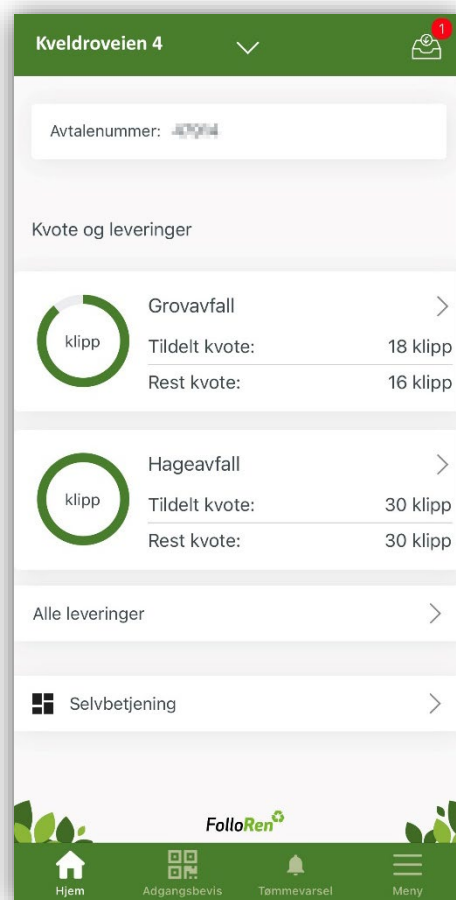 Kveldroveien 4
1
Avtalenummer:
Kvote og leveringer
klipp
Grovavfall
Tildelt kvote: 18 klipp
Rest kvote: 16 klipp
klipp
Hageavfall
Tildelt kvote: 30 klipp
Rest kvote: 30 klipp
Alle leveringer
Selvbetjening
FolloRen
Hjem Adgangsbevis Tømmevarsel Meny